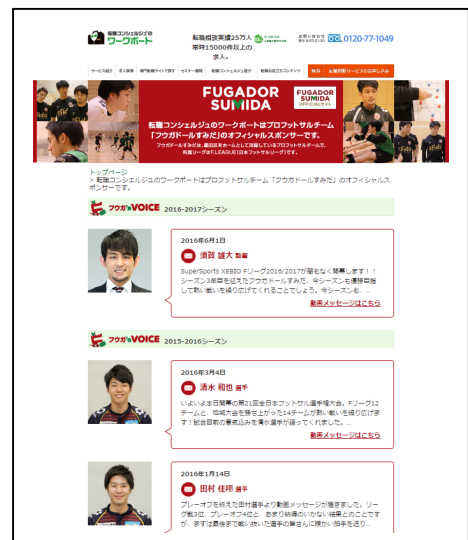 転職コンシェルジュの
ワークポート
転職相談実績25万人
常時15000件以上の
求人。
0120-77-1049
サービス紹介 求人検索 専門転職サイトで探す セミナー情報 転職コンシェルジュ紹介 転職お役立ちコンテンツ 無料 転職相談サービスのお申し込み
FUGADOR
SUMIDA
FUGADOR
SUMIDA
OFFICIALサイト
転職コンシェルジュのワークポートはプロフットサルチーム
「フウガドールすみだ」のオフィシャルスポンサーです。
フウガドールすみだは、墨田区をホームとして活躍しているプロフットサルチームで、
所属リーグはF.LEAGUE(日本フットサルリーグ)です。
トップページ
> 転職コンシェルジュのワークポートはプロフットサルチーム「フウガドールすみだ」のオフィシャルス
ポンサーです。
フウガ'sVOICE 2016-2017シーズン
2016年6月1日
須賀 雄大 監督
SuperSports XEBIO Fリーグ2016/2017が間もなく開幕します!!
シーズン3年目を迎えたフウガドールすみだ、今シーズンも優勝目指
して熱い戦いを繰り広げてくれることでしょう。今シーズンも、…
動画メッセージはこちら
フウガ'sVOICE 2015-2016シーズン
2016年3月4日
清水 和也 選手
いよいよ本日開幕の第21回全日本フットサル選手権大会。Fリーグ12
チームと、地域大会を勝ち上がった14チームが熱い戦いを繰り広げま
す!試合目前の意気込みを清水選手が語ってくれました。…
動画メッセージはこちら
2016年1月14日
田村 佳翔 選手
プレーオフを終えた田村選手より動画メッセージが届きました。リー
グ戦3位、プレーオフ4位と、あまり納得のいかない結果とのことです
が、まずは最後まで戦い抜いた選手の皆さんに暖かい拍手を送り…